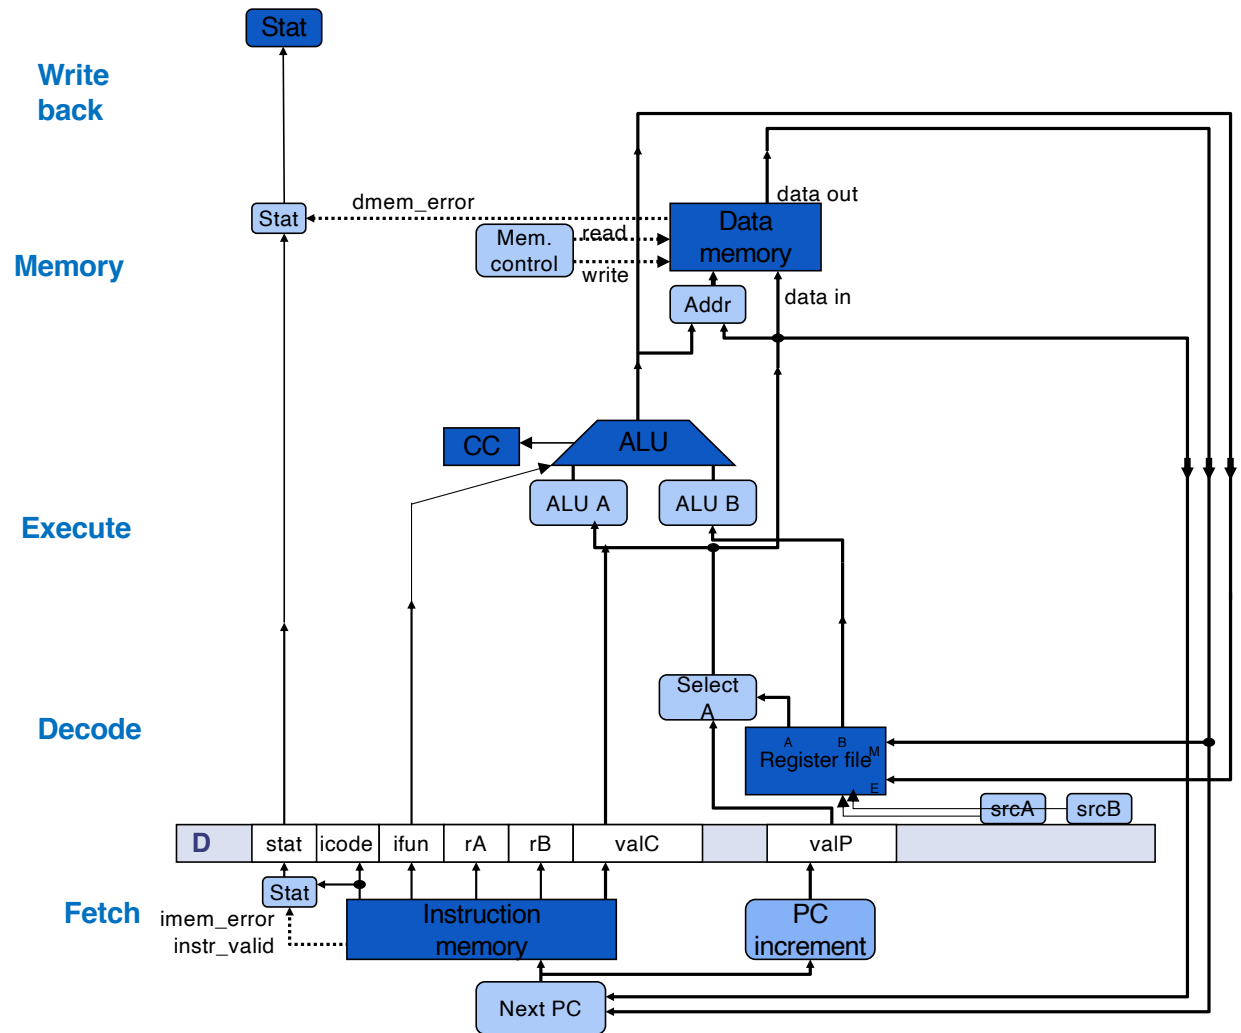 Stat
Write
back
data out
dmem_error
Stat
Data
memory
Mem.
control
read
write
Memory
Addr
data in
CC
ALU
ALU A
ALU B
Execute
Select
A
Decode
A
B
M
Register file
E
srcA
srcB
D
stat
icode
ifun
rA
rB
valC
valP
Stat
Fetch
imem_error
instr_valid
Instruction
memory
PC
increment
Next PC